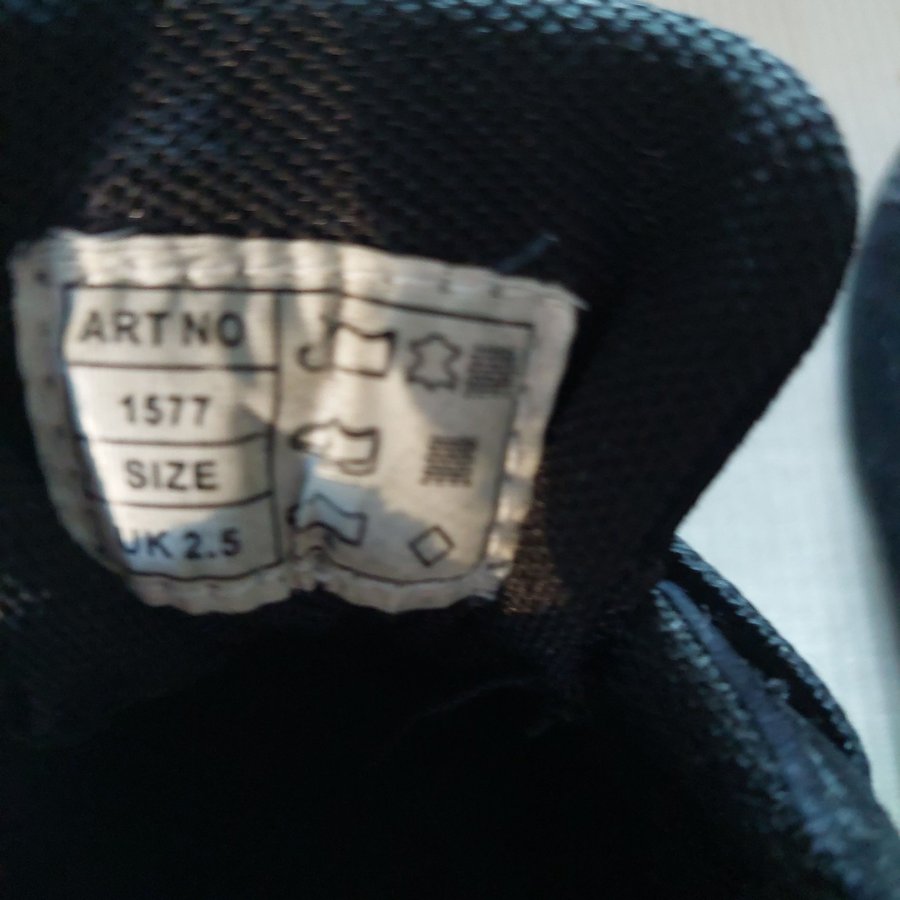 ART NO
1577
SIZE
UK 2.5